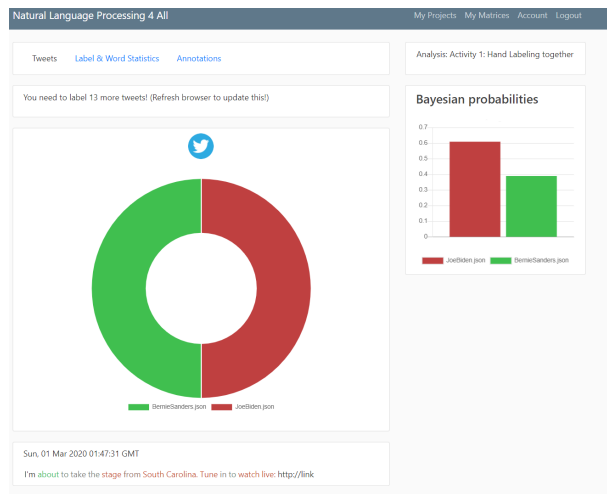 Natural Language Processing 4 All
My Projects My Matrices Account Logout
Tweets Label & Word Statistics Annotations
You need to label 13 more tweets! (Refresh browser to update this!)
BernieSanders.json JoeBiden.json
Sun, 01 Mar 2020 01:47:31 GMT
I'm about to take the stage from South Carolina. Tune in to watch live: http://link
Analysis: Activity 1: Hand Labeling together
Bayesian probabilities
0.7
0.6
0.5
0.4
0.3
0.2
0.1
0
JoeBiden.json BernieSanders.json